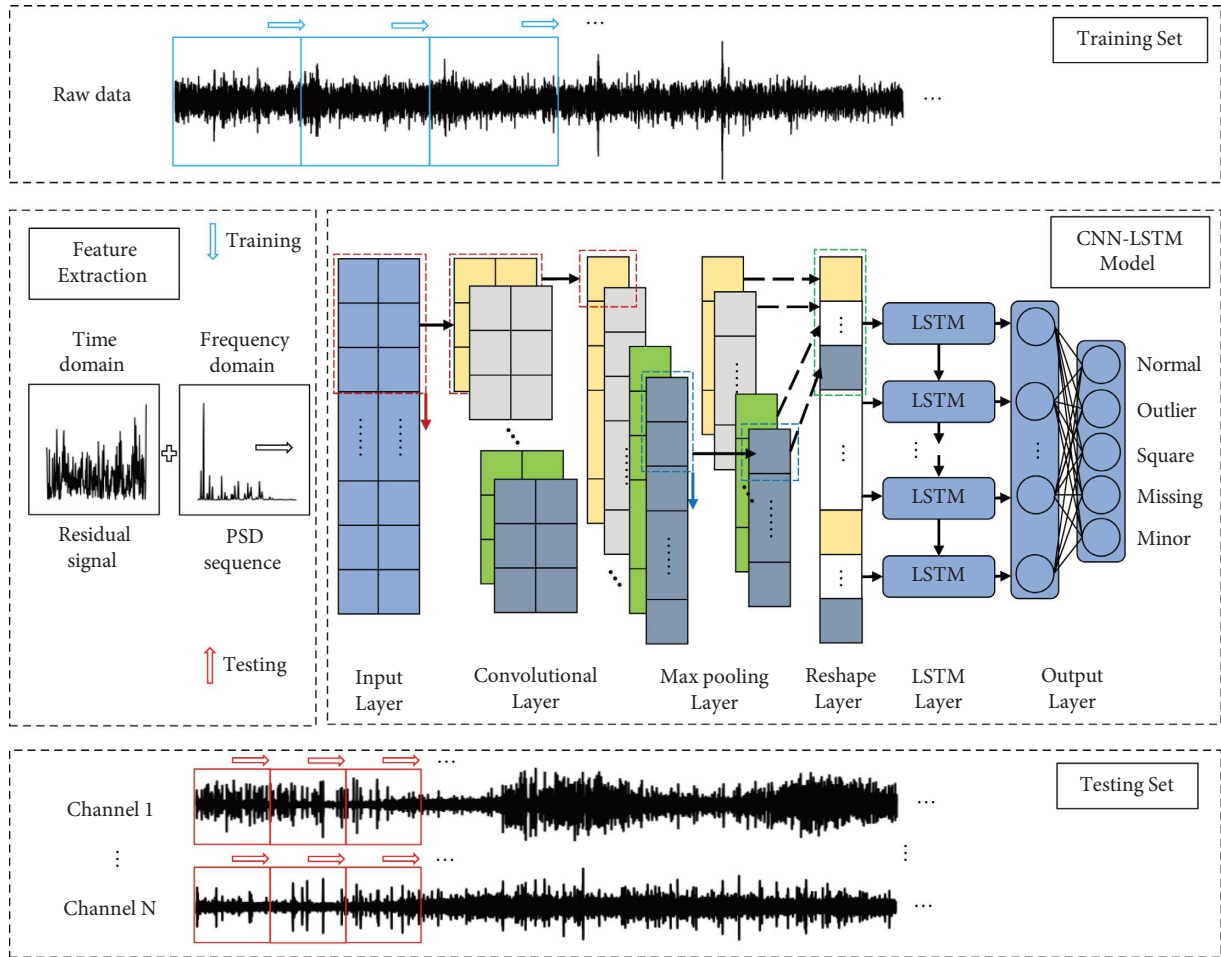 Training Set
Raw data
...
...
Feature
Extraction
Training
Time
domain
Frequency
domain
Residual
signal
PSD
sequence
Testing
CNN-LSTM
Model
LSTM
LSTM
LSTM
LSTM
Normal
Outlier
Square
Missing
Minor
Input
Layer
Convolutional
Layer
Max pooling
Layer
Reshape
Layer
LSTM
Layer
Output
Layer
Testing Set
Channel 1
...
...
Channel N
...
...